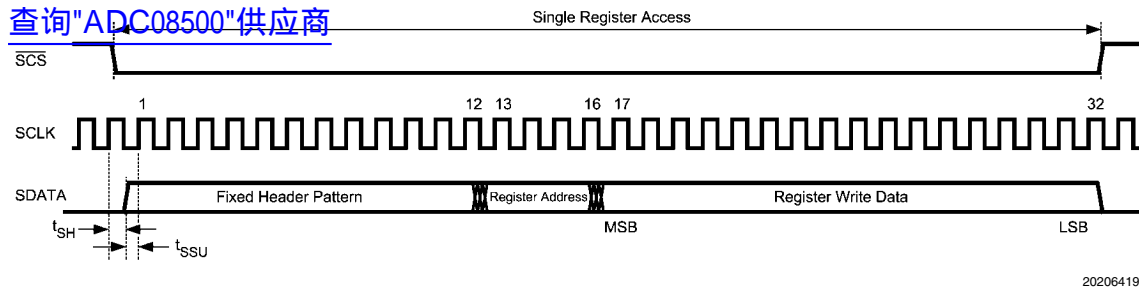 查询"ADC08500"供应商
Single Register Access
SCS
1 12 13 16 17 32
SCLK
SDATA Fixed Header Pattern Register Address Register Write Data
tSH MSB LSB
tSSU
20206419